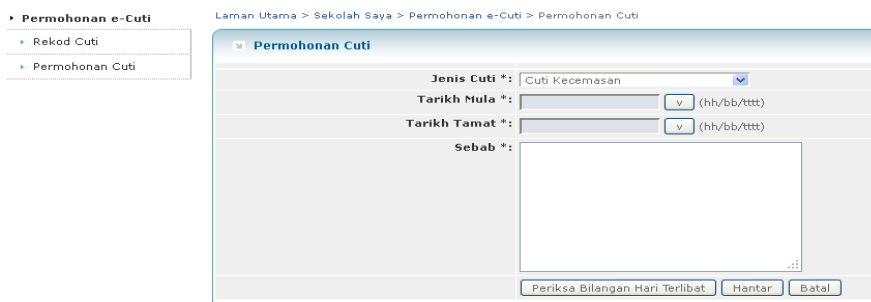 Permohonan e-Cuti
Rekod Cuti
Permohonan Cuti
Laman Utama > Sekolah Saya > Permohonan e-Cuti > Permohonan Cuti
Permohonan Cuti
Jenis Cuti *: Cuti Kecemasan
Tarikh Mula *: v (hh/bb/tttt)
Tarikh Tamat *: v (hh/bb/tttt)
Sebab *:
Periksa Bilangan Hari Terlibat Hantar Batal